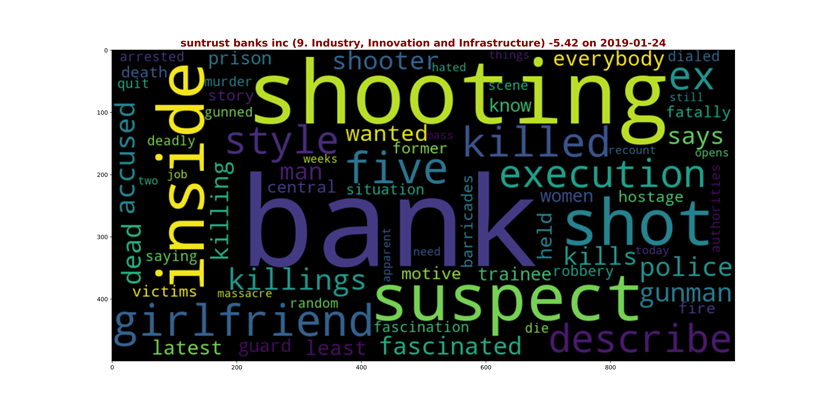 suntrust banks inc (9. Industry, Innovation and Infrastructure) -5.42 on 2019-01-24
0
100
200
300
400
0
200
400
600
800
arrested
prison
shooter
things
everybody
dialed
death
hated
quit
murder
shooting
scene
ex
still
story
know
fatally
gunned
inside
accused
deadly
style
wanted
mass
killed
says
former
recount
opens
weeks
five
two
job
man
execution
killing
central
situation
bank
barricades
women
hostage
authorities
held
shot
dead
saying
apparent
need
kills
today
motive
trainee
robbery
police
killings
victims
massacre
suspect
gunman
random
fire
girlfriend
fascination
die
describe
latest
guard
least
fascinated